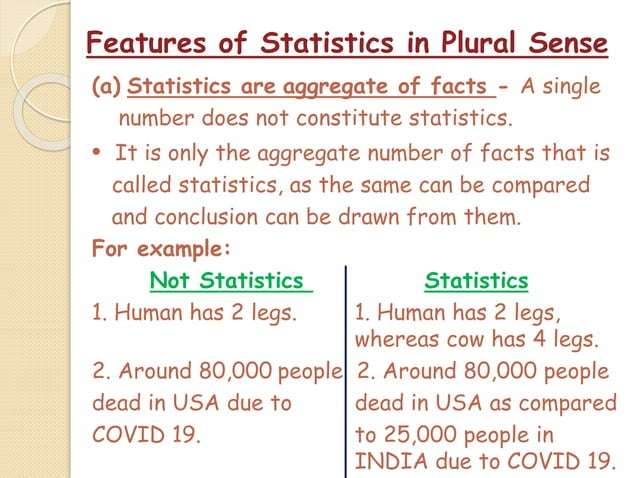 Features of Statistics in Plural Sense
(a) Statistics are aggregate of facts - A single
number does not constitute statistics.
• It is only the aggregate number of facts that is
called statistics, as the same can be compared
and conclusion can be drawn from them.
For example:
Not Statistics
1. Human has 2 legs.
2. Around 80,000 people
dead in USA due to
COVID 19.
Statistics
1. Human has 2 legs,
whereas cow has 4 legs.
2. Around 80,000 people
dead in USA as compared
to 25,000 people in
INDIA due to COVID 19.